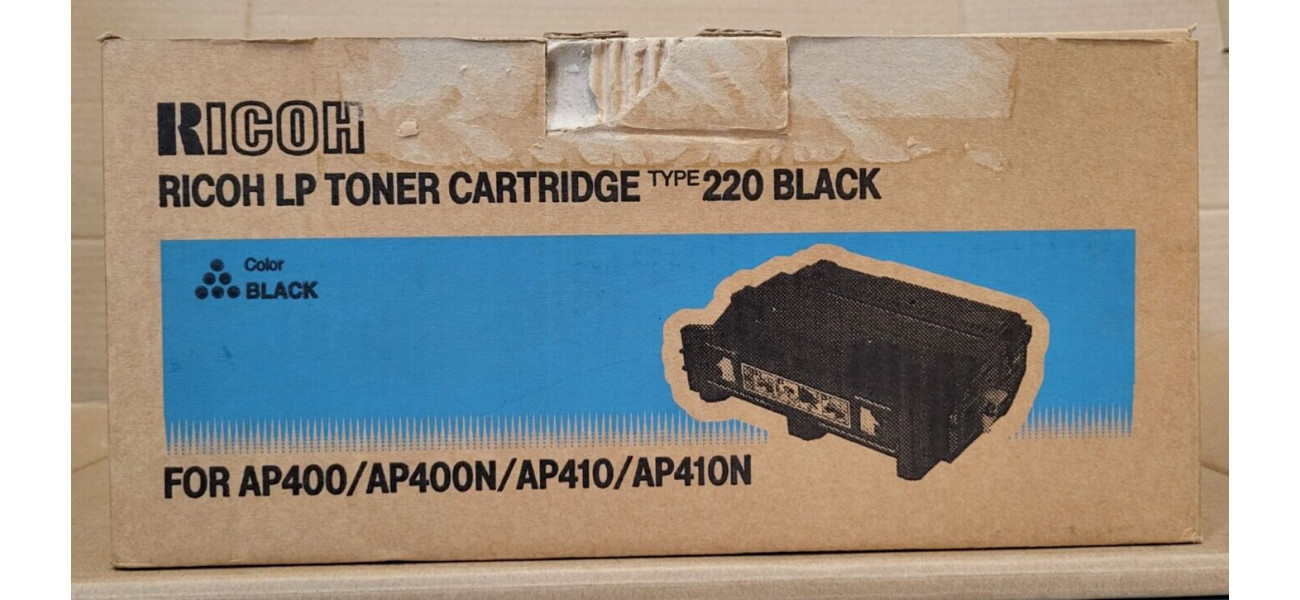 RICOH
RICOH LP TONER CARTRIDGE TYPE 220 BLACK
Color
BLACK
FOR AP400/AP400N/AP410/AP410N